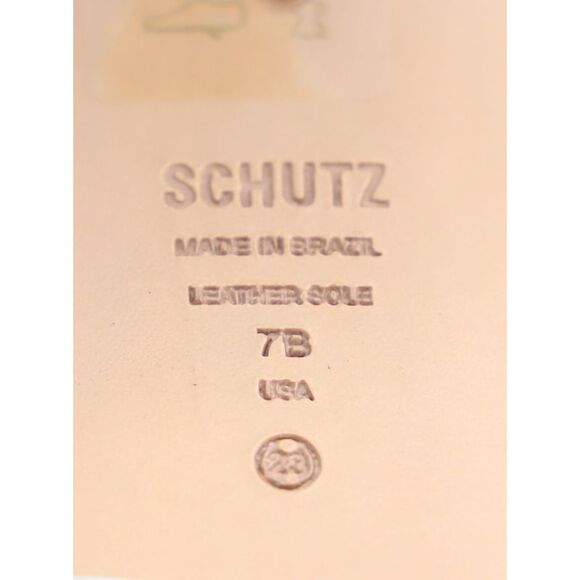 SCHUTZ
MADE IN BRAZIL
LEATHER SOLE
7B
USA
23